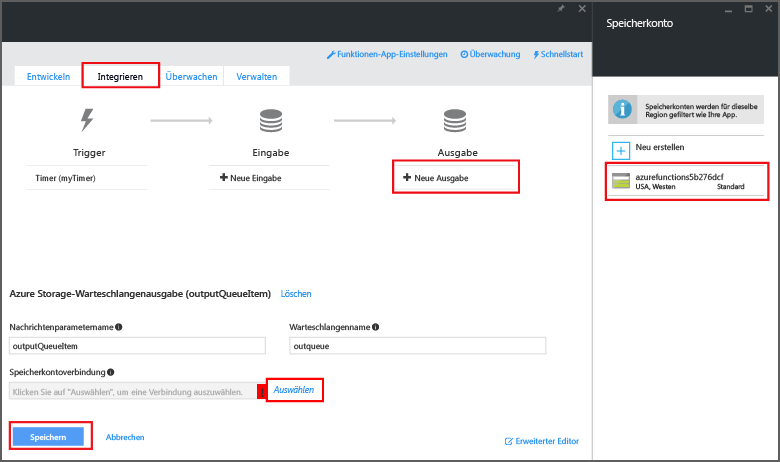 Funktionen-App-Einstellungen Überwachung Schnellstart
Entwickeln Integrieren Überwachen Verwalten
Trigger Eingabe Ausgabe
Timer (myTimer) Neue Eingabe Neue Ausgabe
Azure Storage-Warteschlangenausgabe (outputQueueItem) Löschen
Nachrichtenparametername Warteschlangenname
outputQueueItem outqueue
Speicherkontoverbindung
Klicken Sie auf "Auswählen", um eine Verbindung auszuwählen. Auswählen
Speichern Abbrechen
Erweiterter Editor
Speicherkonto
Speicherkonten werden für dieselbe
Region gefiltert wie Ihre App.
Neu erstellen
azurefunctions5b276dcf
USA, Westen Standard